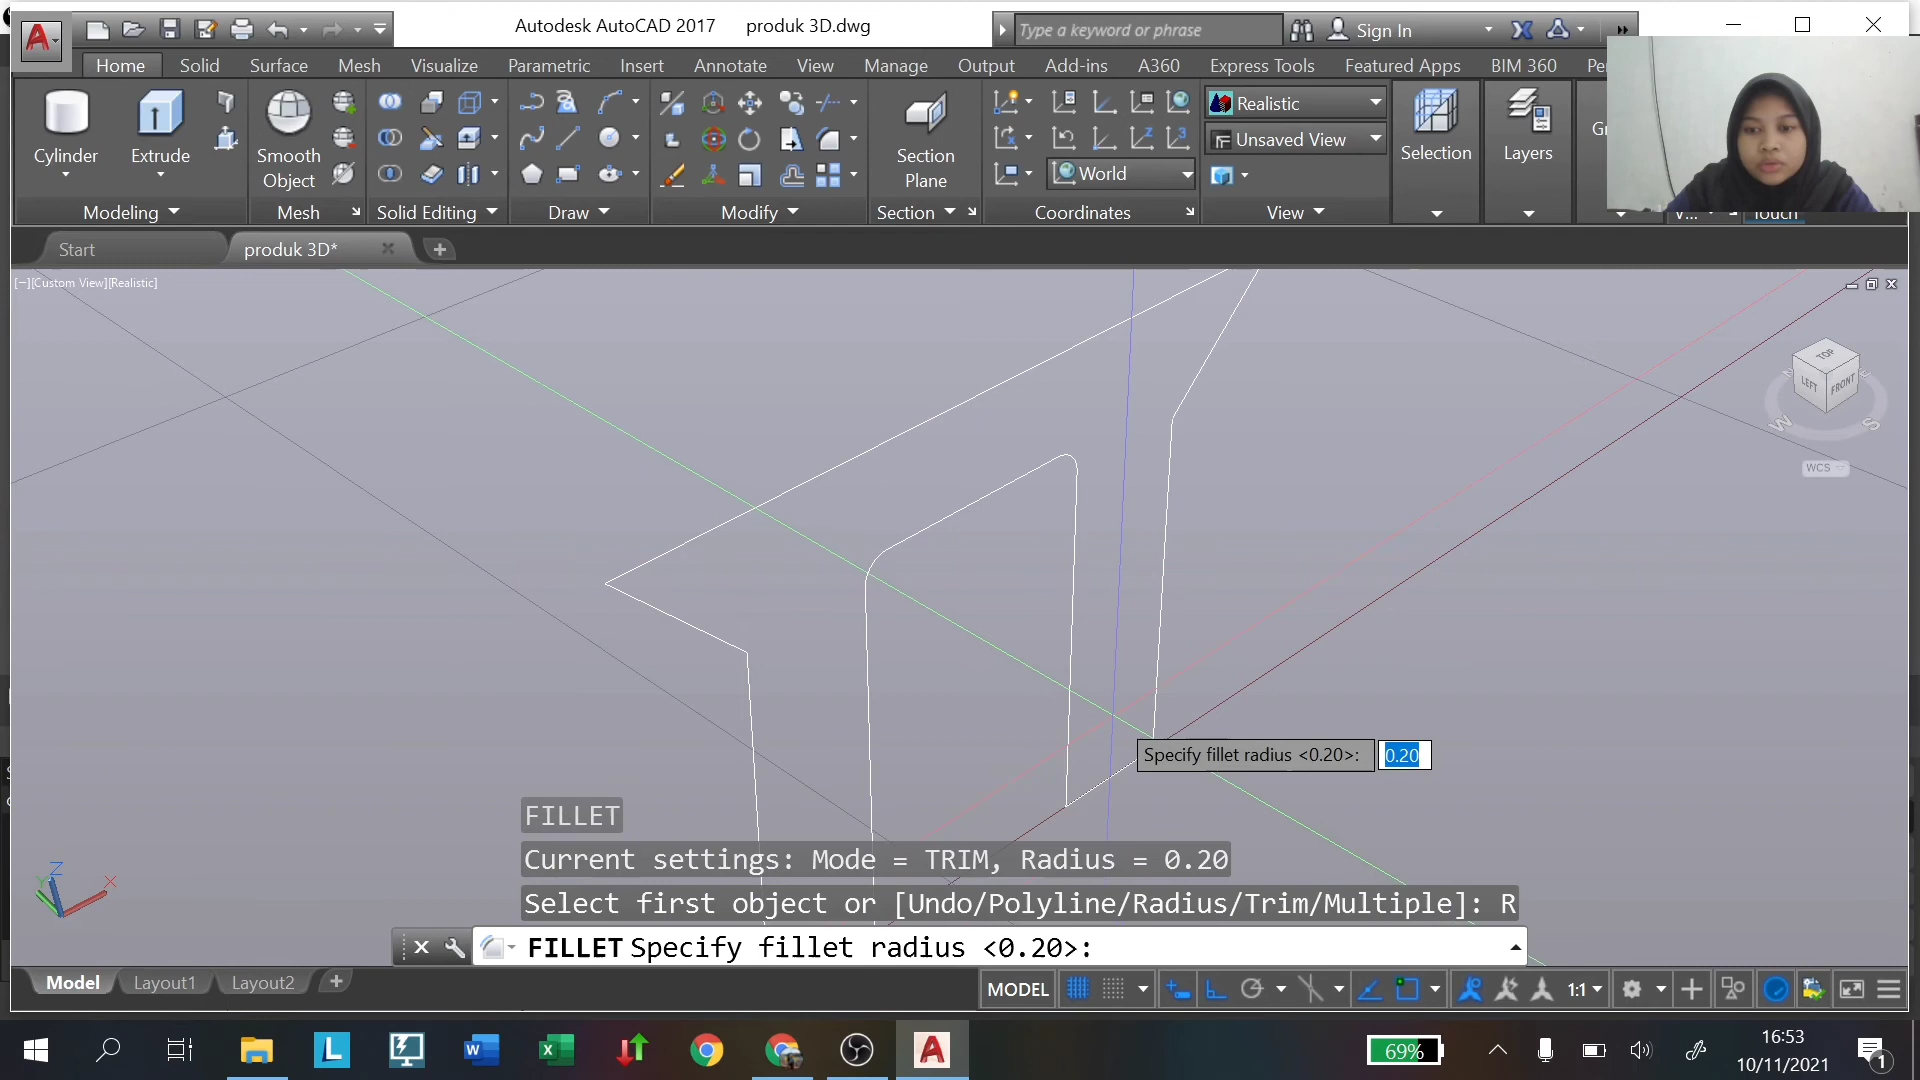 Autodesk AutoCAD 2017 produk 3D.dwg
Type a keyword or phrase
Sign In
Home Solid Surface Mesh Visualize Parametric Insert Annotate View Manage Output Add-ins A360 Express Tools Featured Apps BIM 360
Cylinder
Extrude
Smooth Object
Section Plane
World
Realistic
Unsaved View
Selection
Layers
Modeling
Mesh
Solid Editing
Draw
Modify
Section
Coordinates
View
V...
Touch
Start
produk 3D*
[−][Custom View][Realistic]
TOP
LEFT
FRONT
W
S
WCS
Specify fillet radius <0.20>: 0.20
FILLET
Current settings: Mode = TRIM, Radius = 0.20
Select first object or [Undo/Polyline/Radius/Trim/Multiple]: R
FILLET Specify fillet radius <0.20>:
Z
Y
X
Model
Layout1
Layout2
MODEL
1:1
69%
16:53
10/11/2021
1